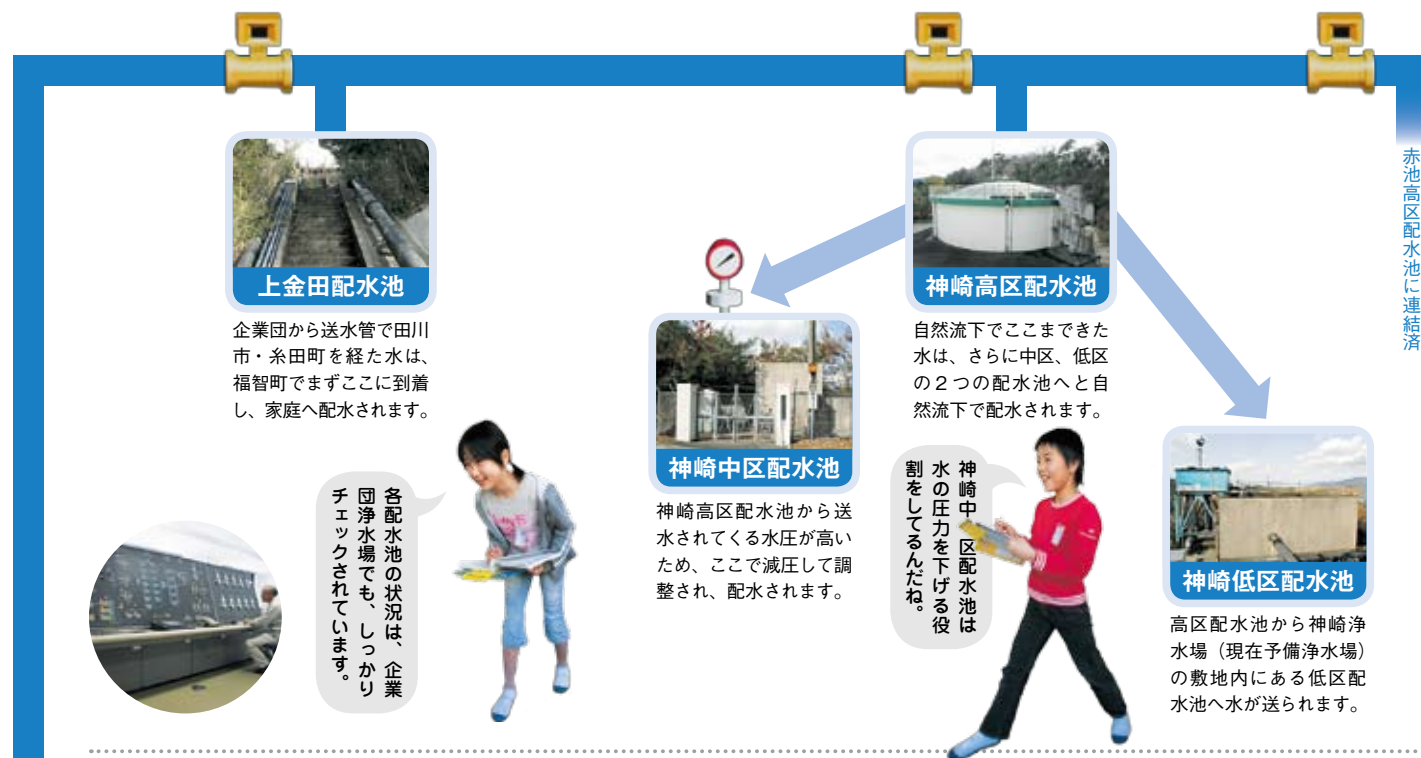 上金田配水池
企業団から送水管で田川
市・糸田町を経た水は、
福智町でまずここに到着
し、家庭へ配水されます。
各配水池の状況は、企業
団浄水場でも、しっかり
チェックされています。
神崎中区配水池
神崎高区配水池から送
水されてくる水圧が高い
ため、ここで減圧して調
整され、配水されます。
神崎高区配水池
自然流下でここまできた
水は、さらに中区、低区
の２つの配水池へと自
然流下で配水されます。
神崎中区配水池は
水の圧力を下げる役
割をしてるんだね。
神崎低区配水池
高区配水池から神崎浄
水場（現在予備浄水場）
の敷地内にある低区配
水池へ水が送られます。
赤池高区配水池に連結済